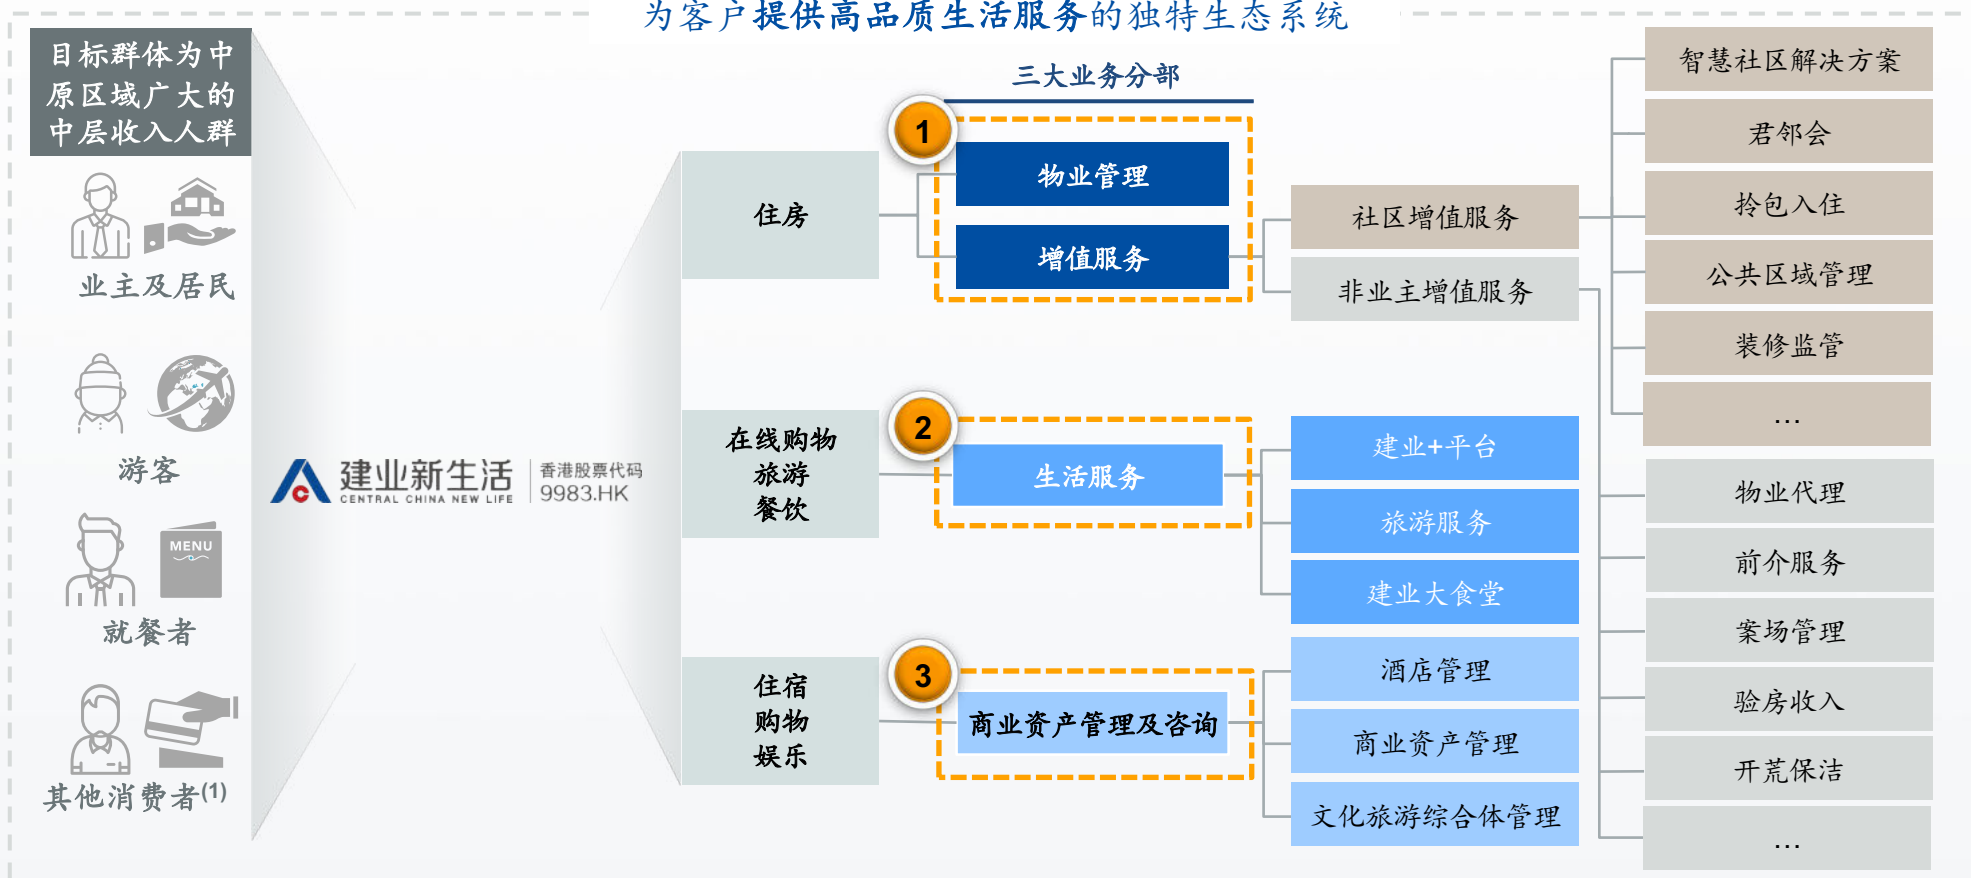 为客户提供高品质生活服务的独特生态系统
目标群体为中
原区域广大的
中层收入人群
业主及居民
游客
MENU
就餐者
其他消费者(1)
建业新生活
CENTRAL CHINA NEW LIFE
香港股票代码
9983.HK
三大业务分部
住房
1
物业管理
增值服务
社区增值服务
非业主增值服务
智慧社区解决方案
君邻会
拎包入住
公共区域管理
装修监管
…
在线购物
旅游
餐饮
2
生活服务
建业+平台
旅游服务
建业大食堂
住宿
购物
娱乐
3
商业资产管理及咨询
酒店管理
商业资产管理
文化旅游综合体管理
物业代理
前介服务
案场管理
验房收入
开荒保洁
…